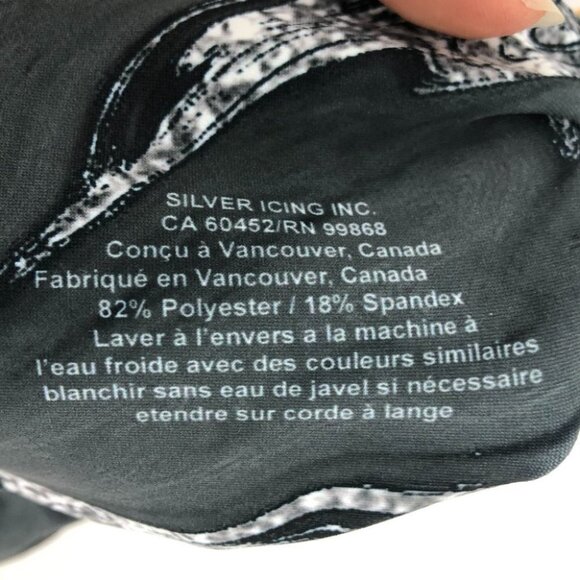 SILVER ICING INC.
CA 60452/RN 99868
Conçu à Vancouver, Canada
Fabriqué en Vancouver, Canada
82% Polyester / 18% Spandex
Laver à l'envers a la machine à
l'eau froide avec des couleurs similaires
blanchir sans eau de javel si nécessaire
etendre sur corde à lange